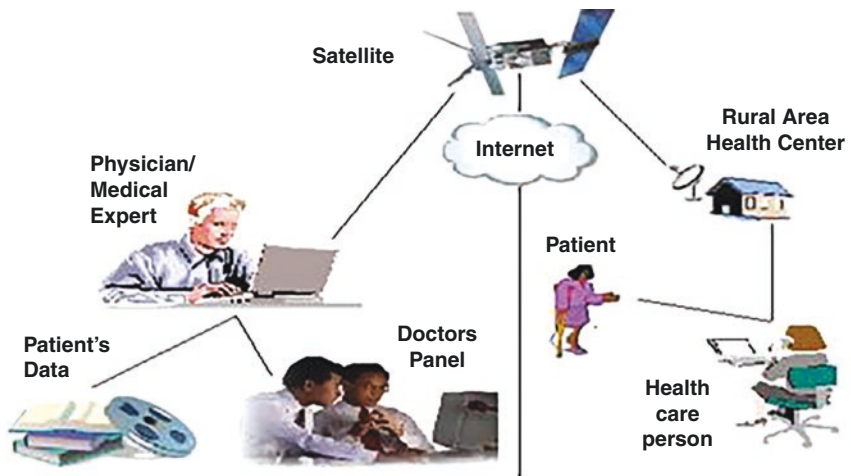 Satellite
Internet
Rural Area
Health Center
Physician/
Medical
Expert
Patient
Patient's
Data
Doctors
Panel
Health
care
person